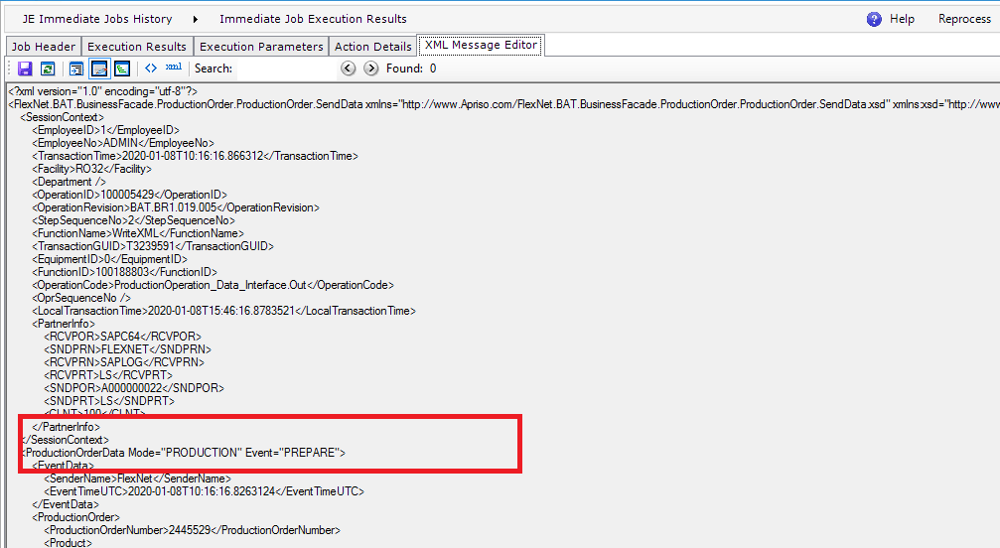 JE Immediate Jobs History
Immediate Job Execution Results
Help
Reprocess
Job Header
Execution Results
Execution Parameters
Action Details
XML Message Editor
xml
Search:
Found: 0
<?xml version="1.0" encoding="utf-8"?>
<FlexNet.BAT.BusinessFacade.ProductionOrder.ProductionOrder.SendData xmlns="http://www.Apriso.com/FlexNet.BAT.BusinessFacade.ProductionOrder.ProductionOrder.SendData.xsd" xmlns:xsd="http://www
<SessionContext>
<EmployeeID>1</EmployeeID>
<EmployeeNo>ADMIN</EmployeeNo>
<TransactionTime>2020-01-08T10:16:16.866312</TransactionTime>
<Facility>RO32</Facility>
<Department />
<OperationID>100005429</OperationID>
<OperationRevision>BAT.BR1.019.005</OperationRevision>
<StepSequenceNo>2</StepSequenceNo>
<FunctionName>WriteXML</FunctionName>
<TransactionGUID>T3239591</TransactionGUID>
<EquipmentID>0</EquipmentID>
<FunctionID>100188803</FunctionID>
<OperationCode>ProductionOperation_Data_Interface.Out</OperationCode>
<OprSequenceNo />
<LocalTransactionTime>2020-01-08T15:46:16.8783521</LocalTransactionTime>
<PartnerInfo>
<RCVPOR>SAPC64</RCVPOR>
<SNDPRN>FLEXNET</SNDPRN>
<RCVPRN>SAPLOG</RCVPRN>
<RCVPRT>LS</RCVPRT>
<SNDPOR>A000000022</SNDPOR>
<SNDPRT>LS</SNDPRT>
<CLNT>100</CLNT>
</PartnerInfo>
</SessionContext>
<ProductionOrderData Mode="PRODUCTION" Event="PREPARE">
<EventData>
<SenderName>FlexNet</SenderName>
<EventTimeUTC>2020-01-08T10:16:16.8263124</EventTimeUTC>
</EventData>
<ProductionOrder>
<ProductionOrderNumber>2445529</ProductionOrderNumber>
<Product>